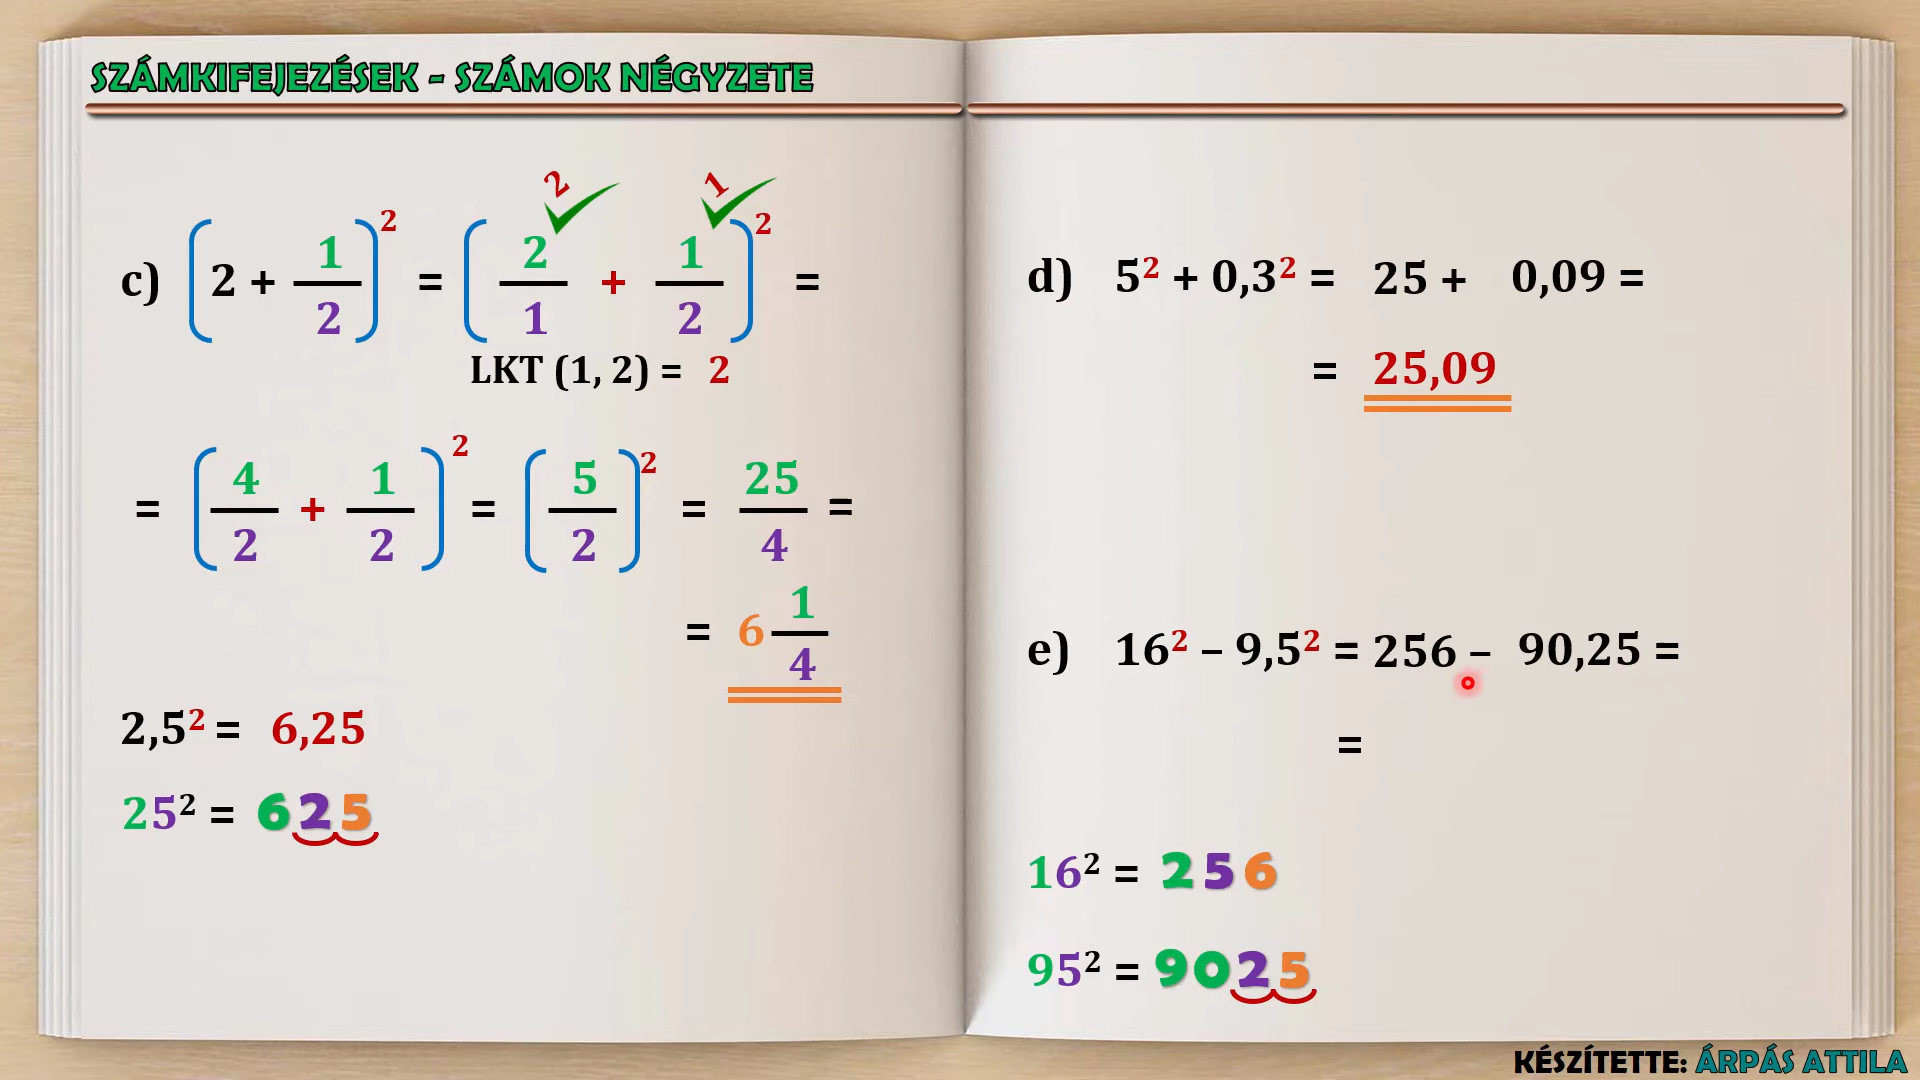 SZÁMKIFEJEZÉSEK - SZÁMOK NÉGYZETE
c) (2 + 1/2)² = (2/1 + 1/2)² =
2 1
LKT (1, 2) = 2
= (4/2 + 1/2)² = (5/2)² = 25/4 =
= 6 1/4
2,5² = 6,25
25² = 625
d) 5² + 0,3² = 25 + 0,09 =
= 25,09
e) 16² – 9,5² = 256 – 90,25 =
=
16² = 256
95² = 9025
KÉSZÍTETTE: ÁRPÁS ATTILA